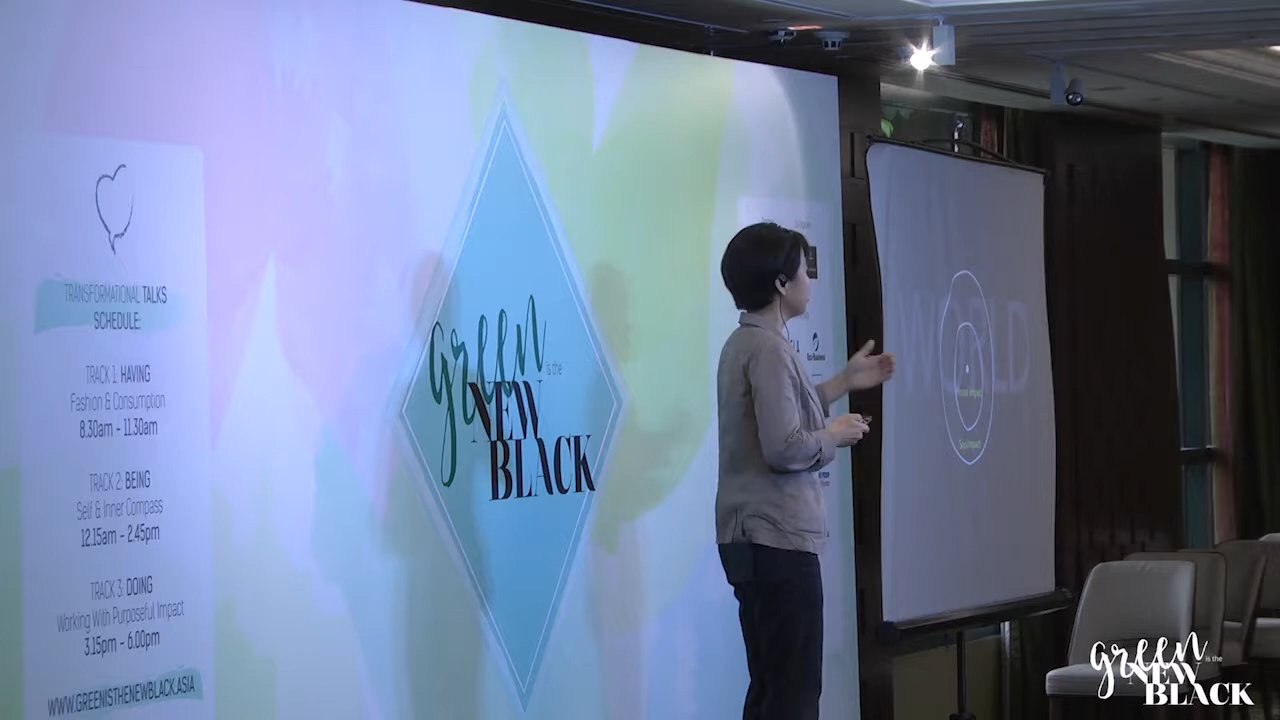 TRANSFORMATIONAL TALKS
SCHEDULE:
TRACK 1: HAVING
Fashion & Consumption
8.30am - 11.30am
TRACK 2: BEING
Self & Inner Compass
12.15am - 2.45pm
TRACK 3: DOING
Working With Purposeful Impact
3.15pm - 6.00pm
WWW.GREENISTHENEWBLACK.ASIA
green
is the
NEW
BLACK
Eco-Business
WORLD
green
is the
NEW
BLACK